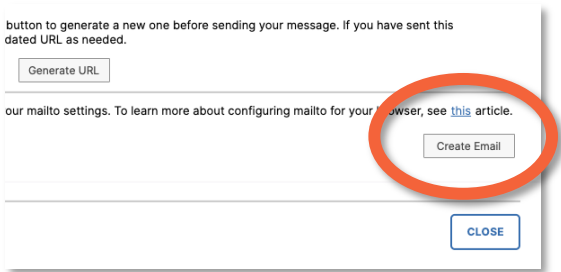 button to generate a new one before sending your message. If you have sent this
dated URL as needed.
Generate URL
our mailto settings. To learn more about configuring mailto for your browser, see this article.
Create Email
CLOSE